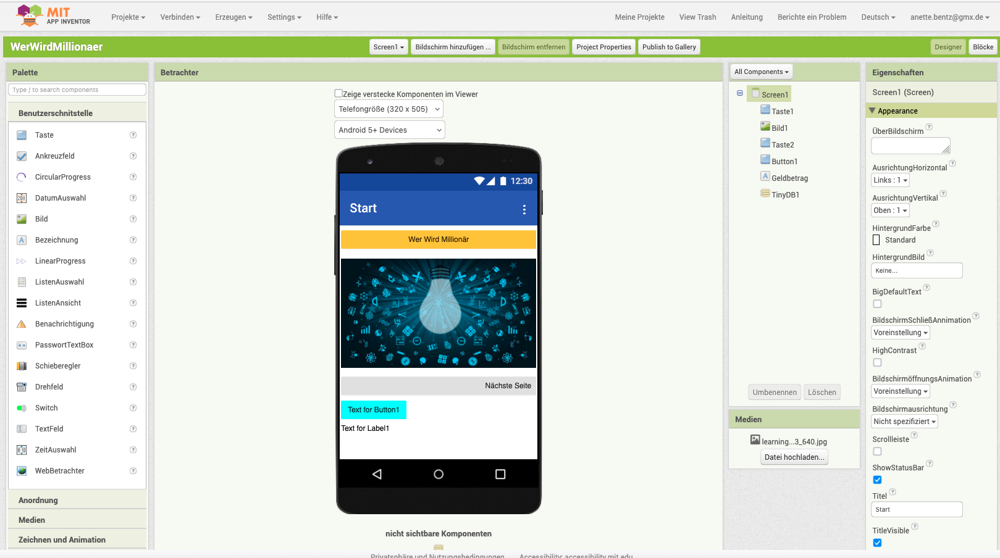 MIT
APP INVENTOR
Projekte
Verbinden
Erzeugen
Settings
Hilfe
Meine Projekte
View Trash
Anleitung
Berichte ein Problem
Deutsch
anette.bentz@gmx.de
WerWirdMillionaer
Screen1
Bildschirm hinzufügen ...
Bildschirm entfernen
Project Properties
Publish to Gallery
Designer
Blöcke
Palette
Type / to search components
Benutzerschnitstelle
Taste
Ankreuzfeld
CircularProgress
DatumAuswahl
Bild
Bezeichnung
LinearProgress
ListenAuswahl
ListenAnsicht
Benachrichtigung
PasswortTextBox
Schieberegler
Drehfeld
Switch
TextFeld
ZeitAuswahl
WebBetrachter
Anordnung
Medien
Zeichnen und Animation
Betrachter
Zeige verstecke Komponenten im Viewer
Telefongröße (320 x 505)
Android 5+ Devices
12:30
Start
Wer Wird Millionär
Nächste Seite
Text for Button1
Text for Label1
nicht sichtbare Komponenten
Privatsphäre und Nutzungsbedingungen
Accessibility: accessibility.mit.edu
All Components
Screen1
Taste1
Bild1
Taste2
Button1
Geldbetrag
TinyDB1
Umbenennen
Löschen
Medien
learning...3_640.jpg
Datei hochladen...
Eigenschaften
Screen1 (Screen)
Appearance
ÜberBildschirm
AusrichtungHorizontal
Links : 1
AusrichtungVertikal
Oben : 1
HintergrundFarbe
Standard
HintergrundBild
Keine...
BigDefaultText
BildschirmSchließAnnimation
Voreinstellung
HighContrast
BildschirmöffnungsAnimation
Voreinstellung
Bildschirmausrichtung
Nicht spezifiziert
Scrollleiste
ShowStatusBar
Titel
Start
TitleVisible